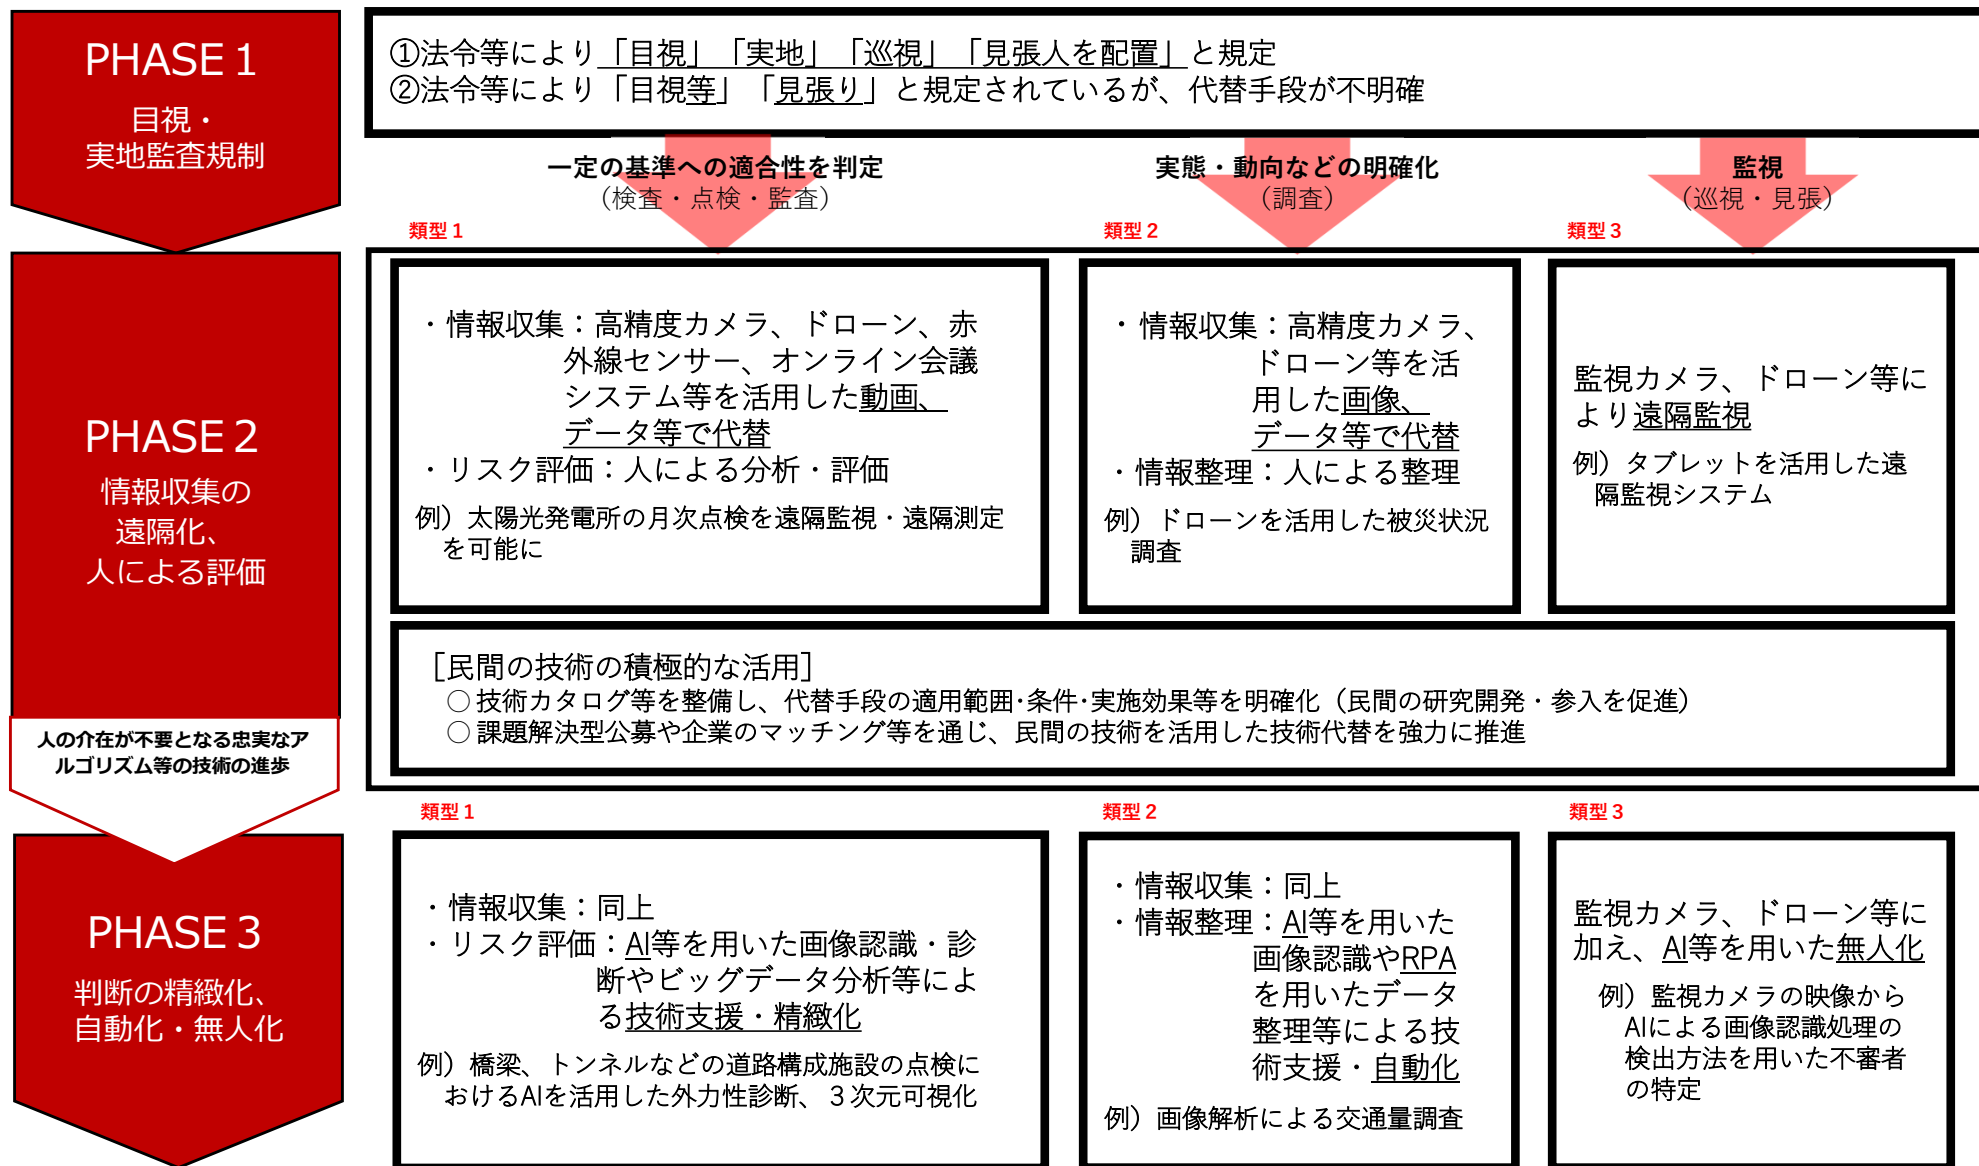 PHASE 1
目視・
実地監査規制
①法令等により「目視」「実地」「巡視」「見張人を配置」と規定
②法令等により「目視等」「見張り」と規定されているが、代替手段が不明確
一定の基準への適合性を判定
（検査・点検・監査）
実態・動向などの明確化
（調査）
監視
（巡視・見張）
類型１
類型２
類型３
PHASE 2
情報収集の
遠隔化、
人による評価
・情報収集：高精度カメラ、ドローン、赤
外線センサー、オンライン会議
システム等を活用した動画、
データ等で代替
・リスク評価：人による分析・評価
例）太陽光発電所の月次点検を遠隔監視・遠隔測定
を可能に
・情報収集：高精度カメラ、
ドローン等を活
用した画像、
データ等で代替
・情報整理：人による整理
例）ドローンを活用した被災状況
調査
監視カメラ、ドローン等に
より遠隔監視
例）タブレットを活用した遠
隔監視システム
［民間の技術の積極的な活用］
○技術カタログ等を整備し、代替手段の適用範囲・条件・実施効果等を明確化（民間の研究開発・参入を促進）
○課題解決型公募や企業のマッチング等を通じ、民間の技術を活用した技術代替を強力に推進
人の介在が不要となる忠実なア
ルゴリズム等の技術の進歩
類型１
類型２
類型３
PHASE 3
判断の精緻化、
自動化・無人化
・情報収集：同上
・リスク評価：AI等を用いた画像認識・診
断やビッグデータ分析等によ
る技術支援・精緻化
例）橋梁、トンネルなどの道路構成施設の点検に
おけるAIを活用した外力性診断、３次元可視化
・情報収集：同上
・情報整理：AI等を用いた
画像認識やRPA
を用いたデータ
整理等による技
術支援・自動化
例）画像解析による交通量調査
監視カメラ、ドローン等に
加え、AI等を用いた無人化
例）監視カメラの映像から
AIによる画像認識処理の
検出方法を用いた不審者
の特定